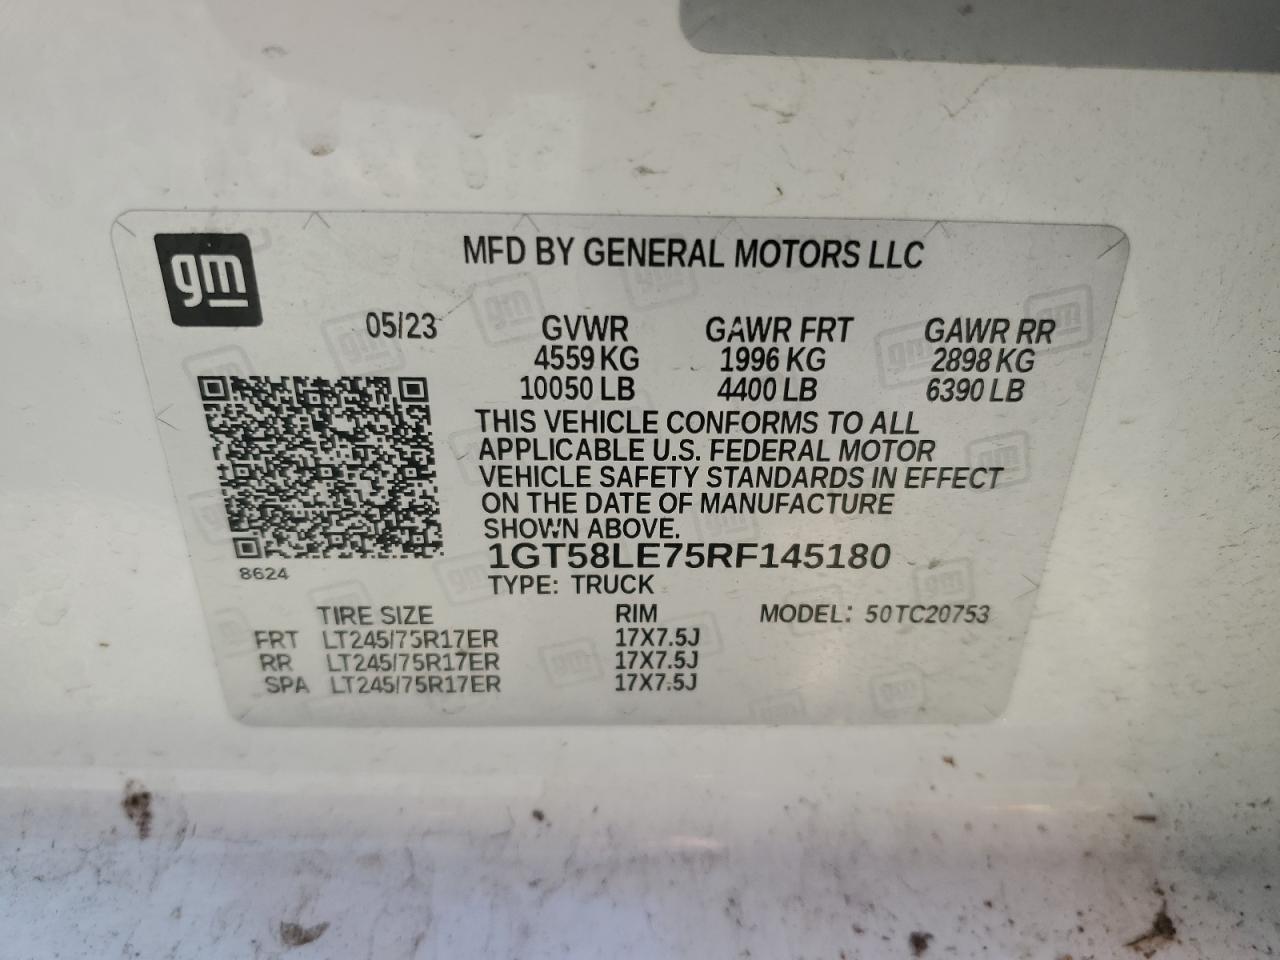 gm
MFD BY GENERAL MOTORS LLC
05/23 GVWR GAWR FRT GAWR RR
4559 KG 1996 KG 2898 KG
10050 LB 4400 LB 6390 LB
THIS VEHICLE CONFORMS TO ALL
APPLICABLE U.S. FEDERAL MOTOR
VEHICLE SAFETY STANDARDS IN EFFECT
ON THE DATE OF MANUFACTURE
SHOWN ABOVE.
1GT58LE75RF145180
8624
TYPE: TRUCK
TIRE SIZE RIM MODEL: 50TC20753
FRT LT245/75R17ER 17X7.5J
RR LT245/75R17ER 17X7.5J
SPA LT245/75R17ER 17X7.5J